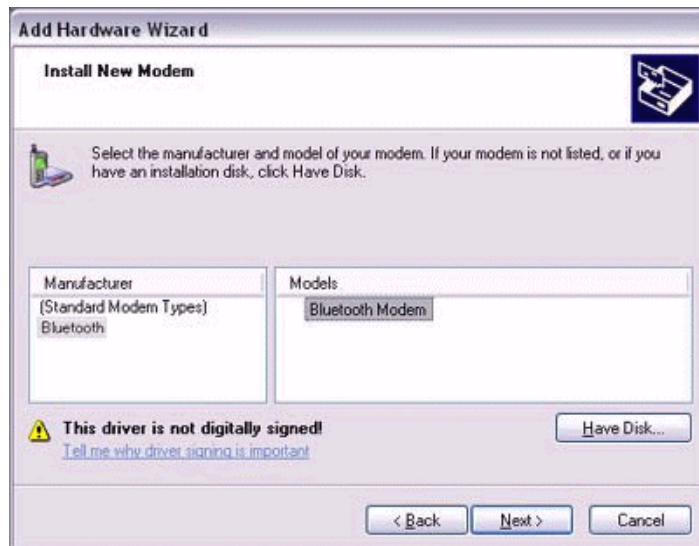 Add Hardware Wizard
Install New Modem
Select the manufacturer and model of your modem. If your modem is not listed, or if you
have an installation disk, click Have Disk.
Manufacturer
(Standard Modem Types)
Bluetooth
Models
Bluetooth Modem
This driver is not digitally signed!
Tell me why driver signing is important
Have Disk...
< Back
Next >
Cancel